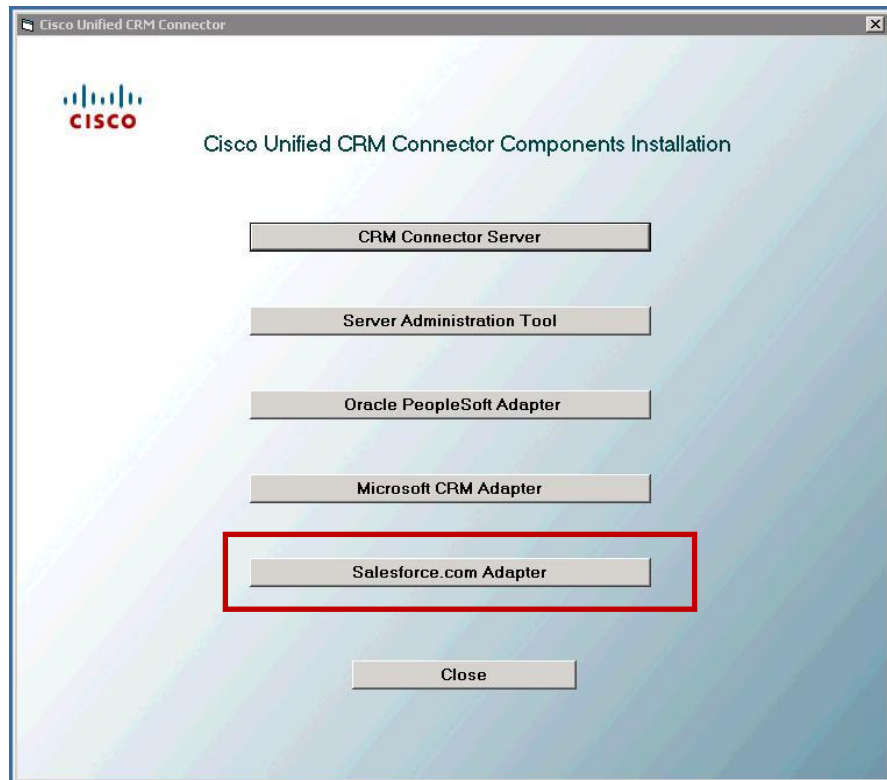 Cisco Unified CRM Connector
CISCO
Cisco Unified CRM Connector Components Installation
CRM Connector Server
Server Administration Tool
Oracle PeopleSoft Adapter
Microsoft CRM Adapter
Salesforce.com Adapter
Close